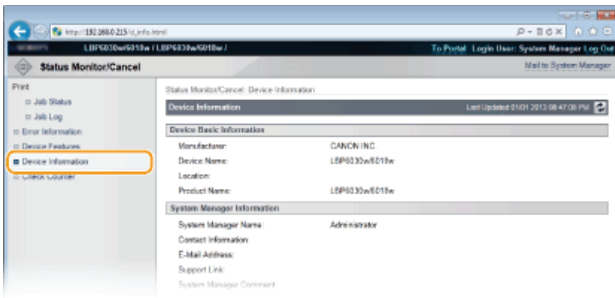 http://192.168.0.215/d_info.html
LBP6030w/6018w / LBP6030w/6018w /
To Portal Login User: System Manager Log Out
Status Monitor/Cancel
Mail to System Manager
Print
Job Status
Job Log
Error Information
Device Features
Device Information
Check Counter
Status Monitor/Cancel: Device Information
Device Information
Last Updated 01/01 2013 08:47:08 PM
Device Basic Information
Manufacturer: CANON INC.
Device Name: LBP6030w/6018w
Location:
Product Name: LBP6030w/6018w
System Manager Information
System Manager Name: Administrator
Contact Information:
E-Mail Address:
Support Link:
System Manager Comment: